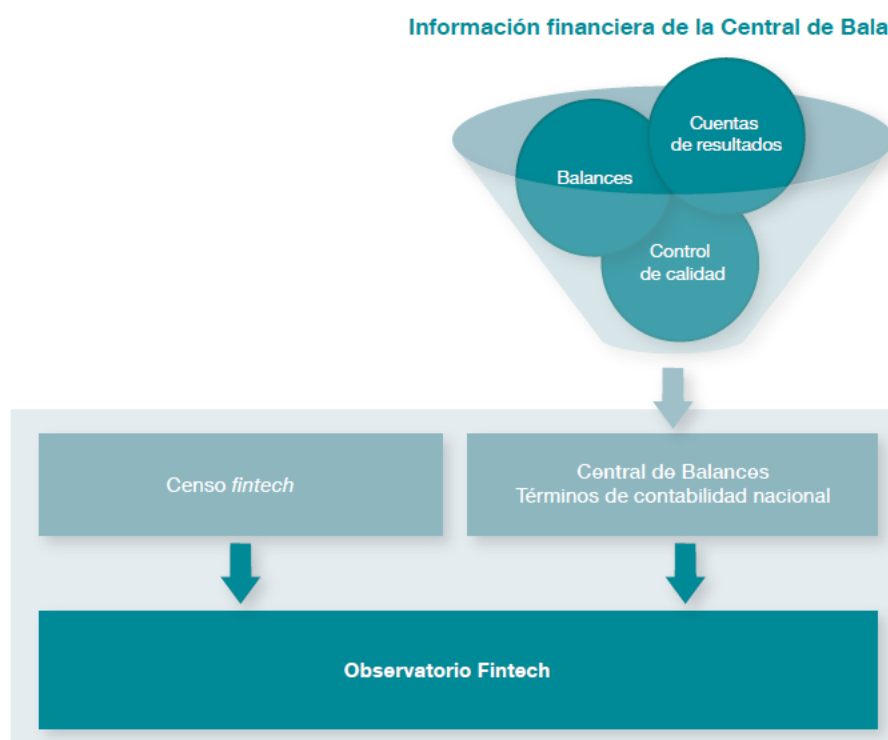 Información financiera de la Central de Bala
Cuentas
de resultados
Balances
Control
de calidad
Censo fintech
Central de Balances
Términos de contabilidad nacional
Observatorio Fintech